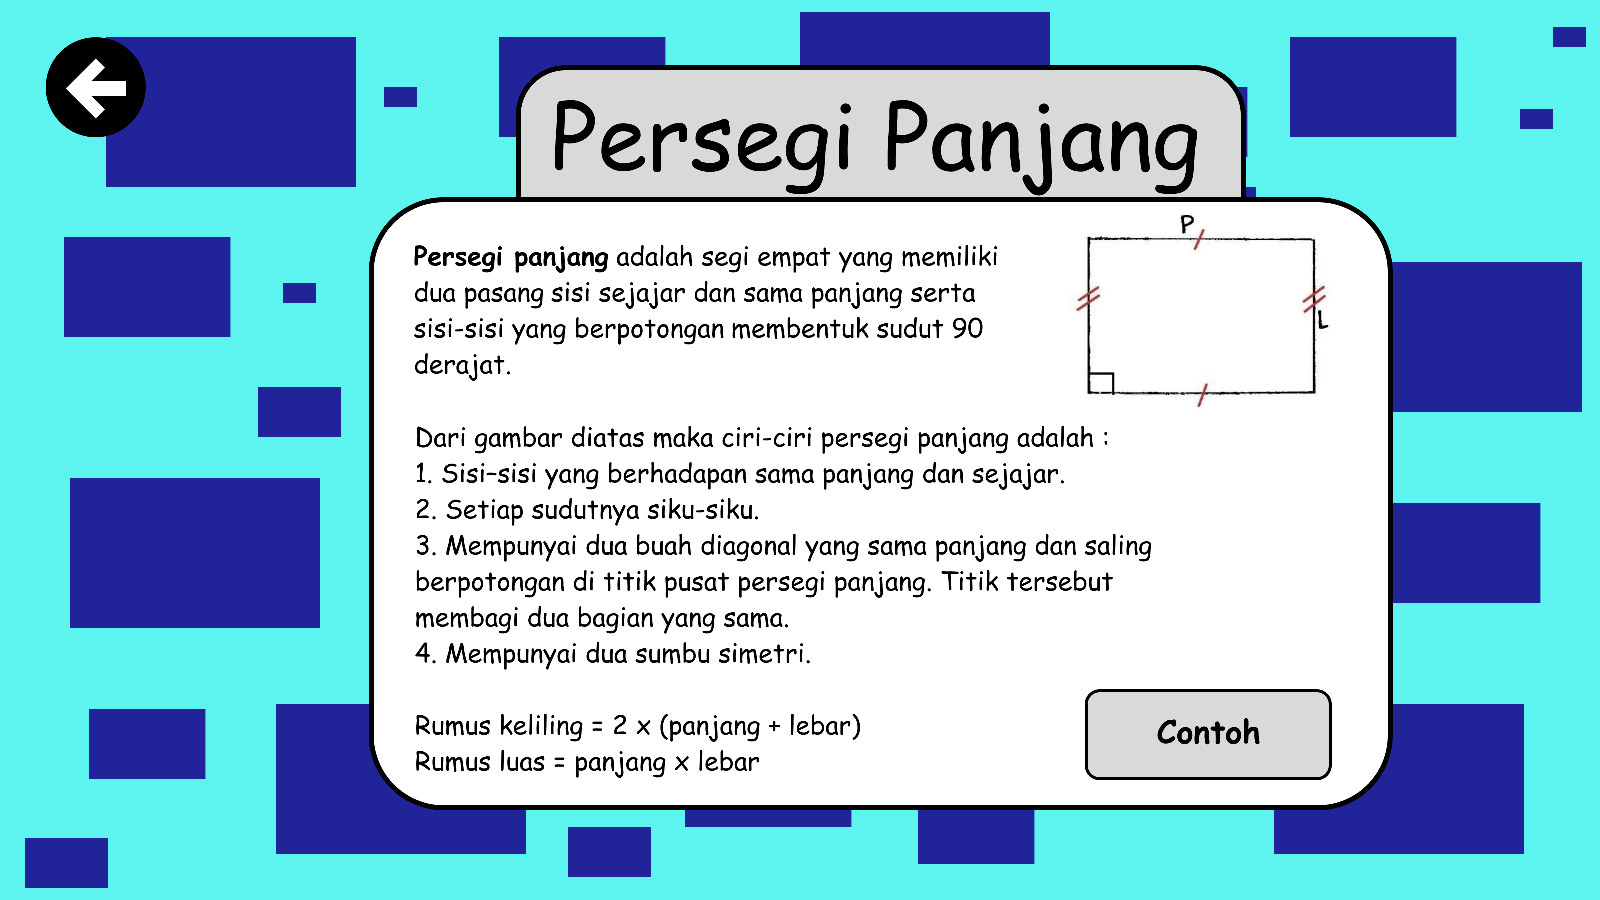 Persegi Panjang
P
L
Persegi panjang adalah segi empat yang memiliki
dua pasang sisi sejajar dan sama panjang serta
sisi-sisi yang berpotongan membentuk sudut 90
derajat.
Dari gambar diatas maka ciri-ciri persegi panjang adalah :
1. Sisi–sisi yang berhadapan sama panjang dan sejajar.
2. Setiap sudutnya siku-siku.
3. Mempunyai dua buah diagonal yang sama panjang dan saling
berpotongan di titik pusat persegi panjang. Titik tersebut
membagi dua bagian yang sama.
4. Mempunyai dua sumbu simetri.
Rumus keliling = 2 x (panjang + lebar)
Rumus luas = panjang x lebar
Contoh